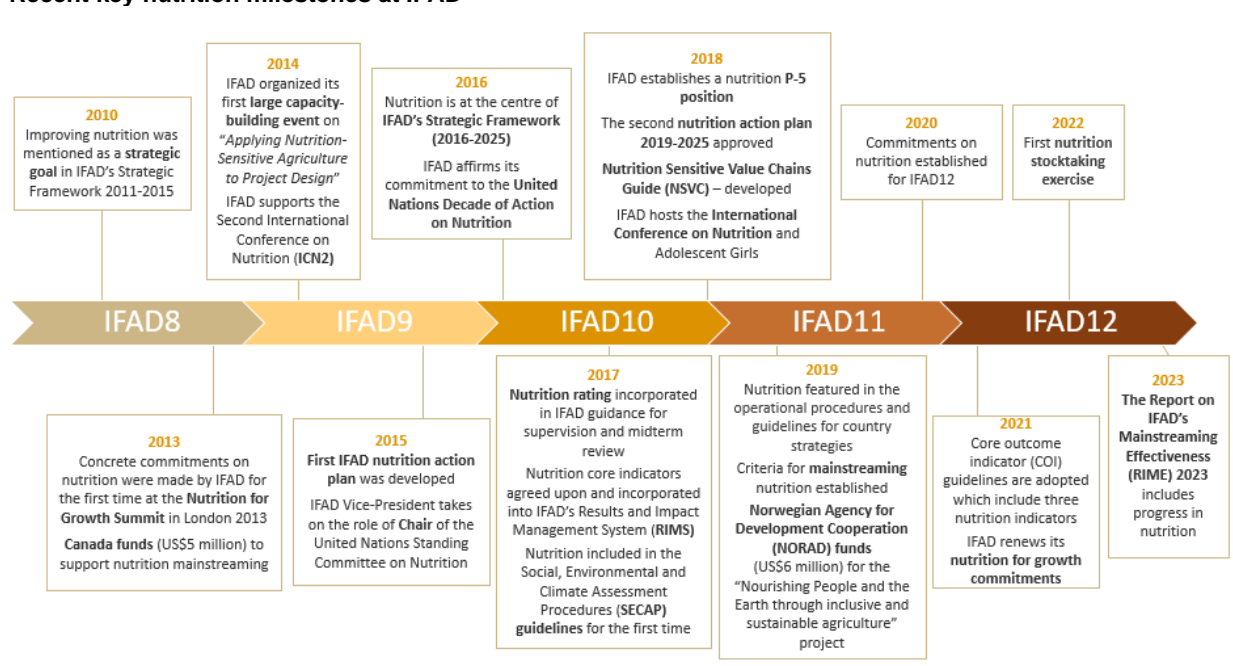 Recent key nutrition milestones at IFAD
2010
Improving nutrition was
mentioned as a strategic
goal in IFAD's Strategic
Framework 2011-2015
2014
IFAD organized its
first large capacity-
building event on
"Applying Nutrition-
Sensitive Agriculture
to Project Design"
IFAD supports the
Second International
Conference on
Nutrition (ICN2)
2016
Nutrition is at the centre of
IFAD's Strategic Framework
(2016-2025)
IFAD affirms its
commitment to the United
Nations Decade of Action
on Nutrition
2018
IFAD establishes a nutrition P-5
position
The second nutrition action plan
2019-2025 approved
Nutrition Sensitive Value Chains
Guide (NSVC) – developed
IFAD hosts the International
Conference on Nutrition and
Adolescent Girls
2020
Commitments on
nutrition established
for IFAD12
2022
First nutrition
stocktaking
exercise
IFAD8
IFAD9
IFAD10
IFAD11
IFAD12
2013
Concrete commitments on
nutrition were made by IFAD for
the first time at the Nutrition for
Growth Summit in London 2013
Canada funds (US$5 million) to
support nutrition mainstreaming
2015
First IFAD nutrition action
plan was developed
IFAD Vice-President takes
on the role of Chair of the
United Nations Standing
Committee on Nutrition
2017
Nutrition rating incorporated
in IFAD guidance for
supervision and midterm
review
Nutrition core indicators
agreed upon and incorporated
into IFAD's Results and Impact
Management System (RIMS)
Nutrition included in the
Social, Environmental and
Climate Assessment
Procedures (SECAP)
guidelines for the first time
2019
Nutrition featured in the
operational procedures and
guidelines for country
strategies
Criteria for mainstreaming
nutrition established
Norwegian Agency for
Development Cooperation
(NORAD) funds
(US$6 million) for the
"Nourishing People and the
Earth through inclusive and
sustainable agriculture"
project
2021
Core outcome
indicator (COI)
guidelines are adopted
which include three
nutrition indicators
IFAD renews its
nutrition for growth
commitments
2023
The Report on
IFAD's
Mainstreaming
Effectiveness
(RIME) 2023
includes
progress in
nutrition